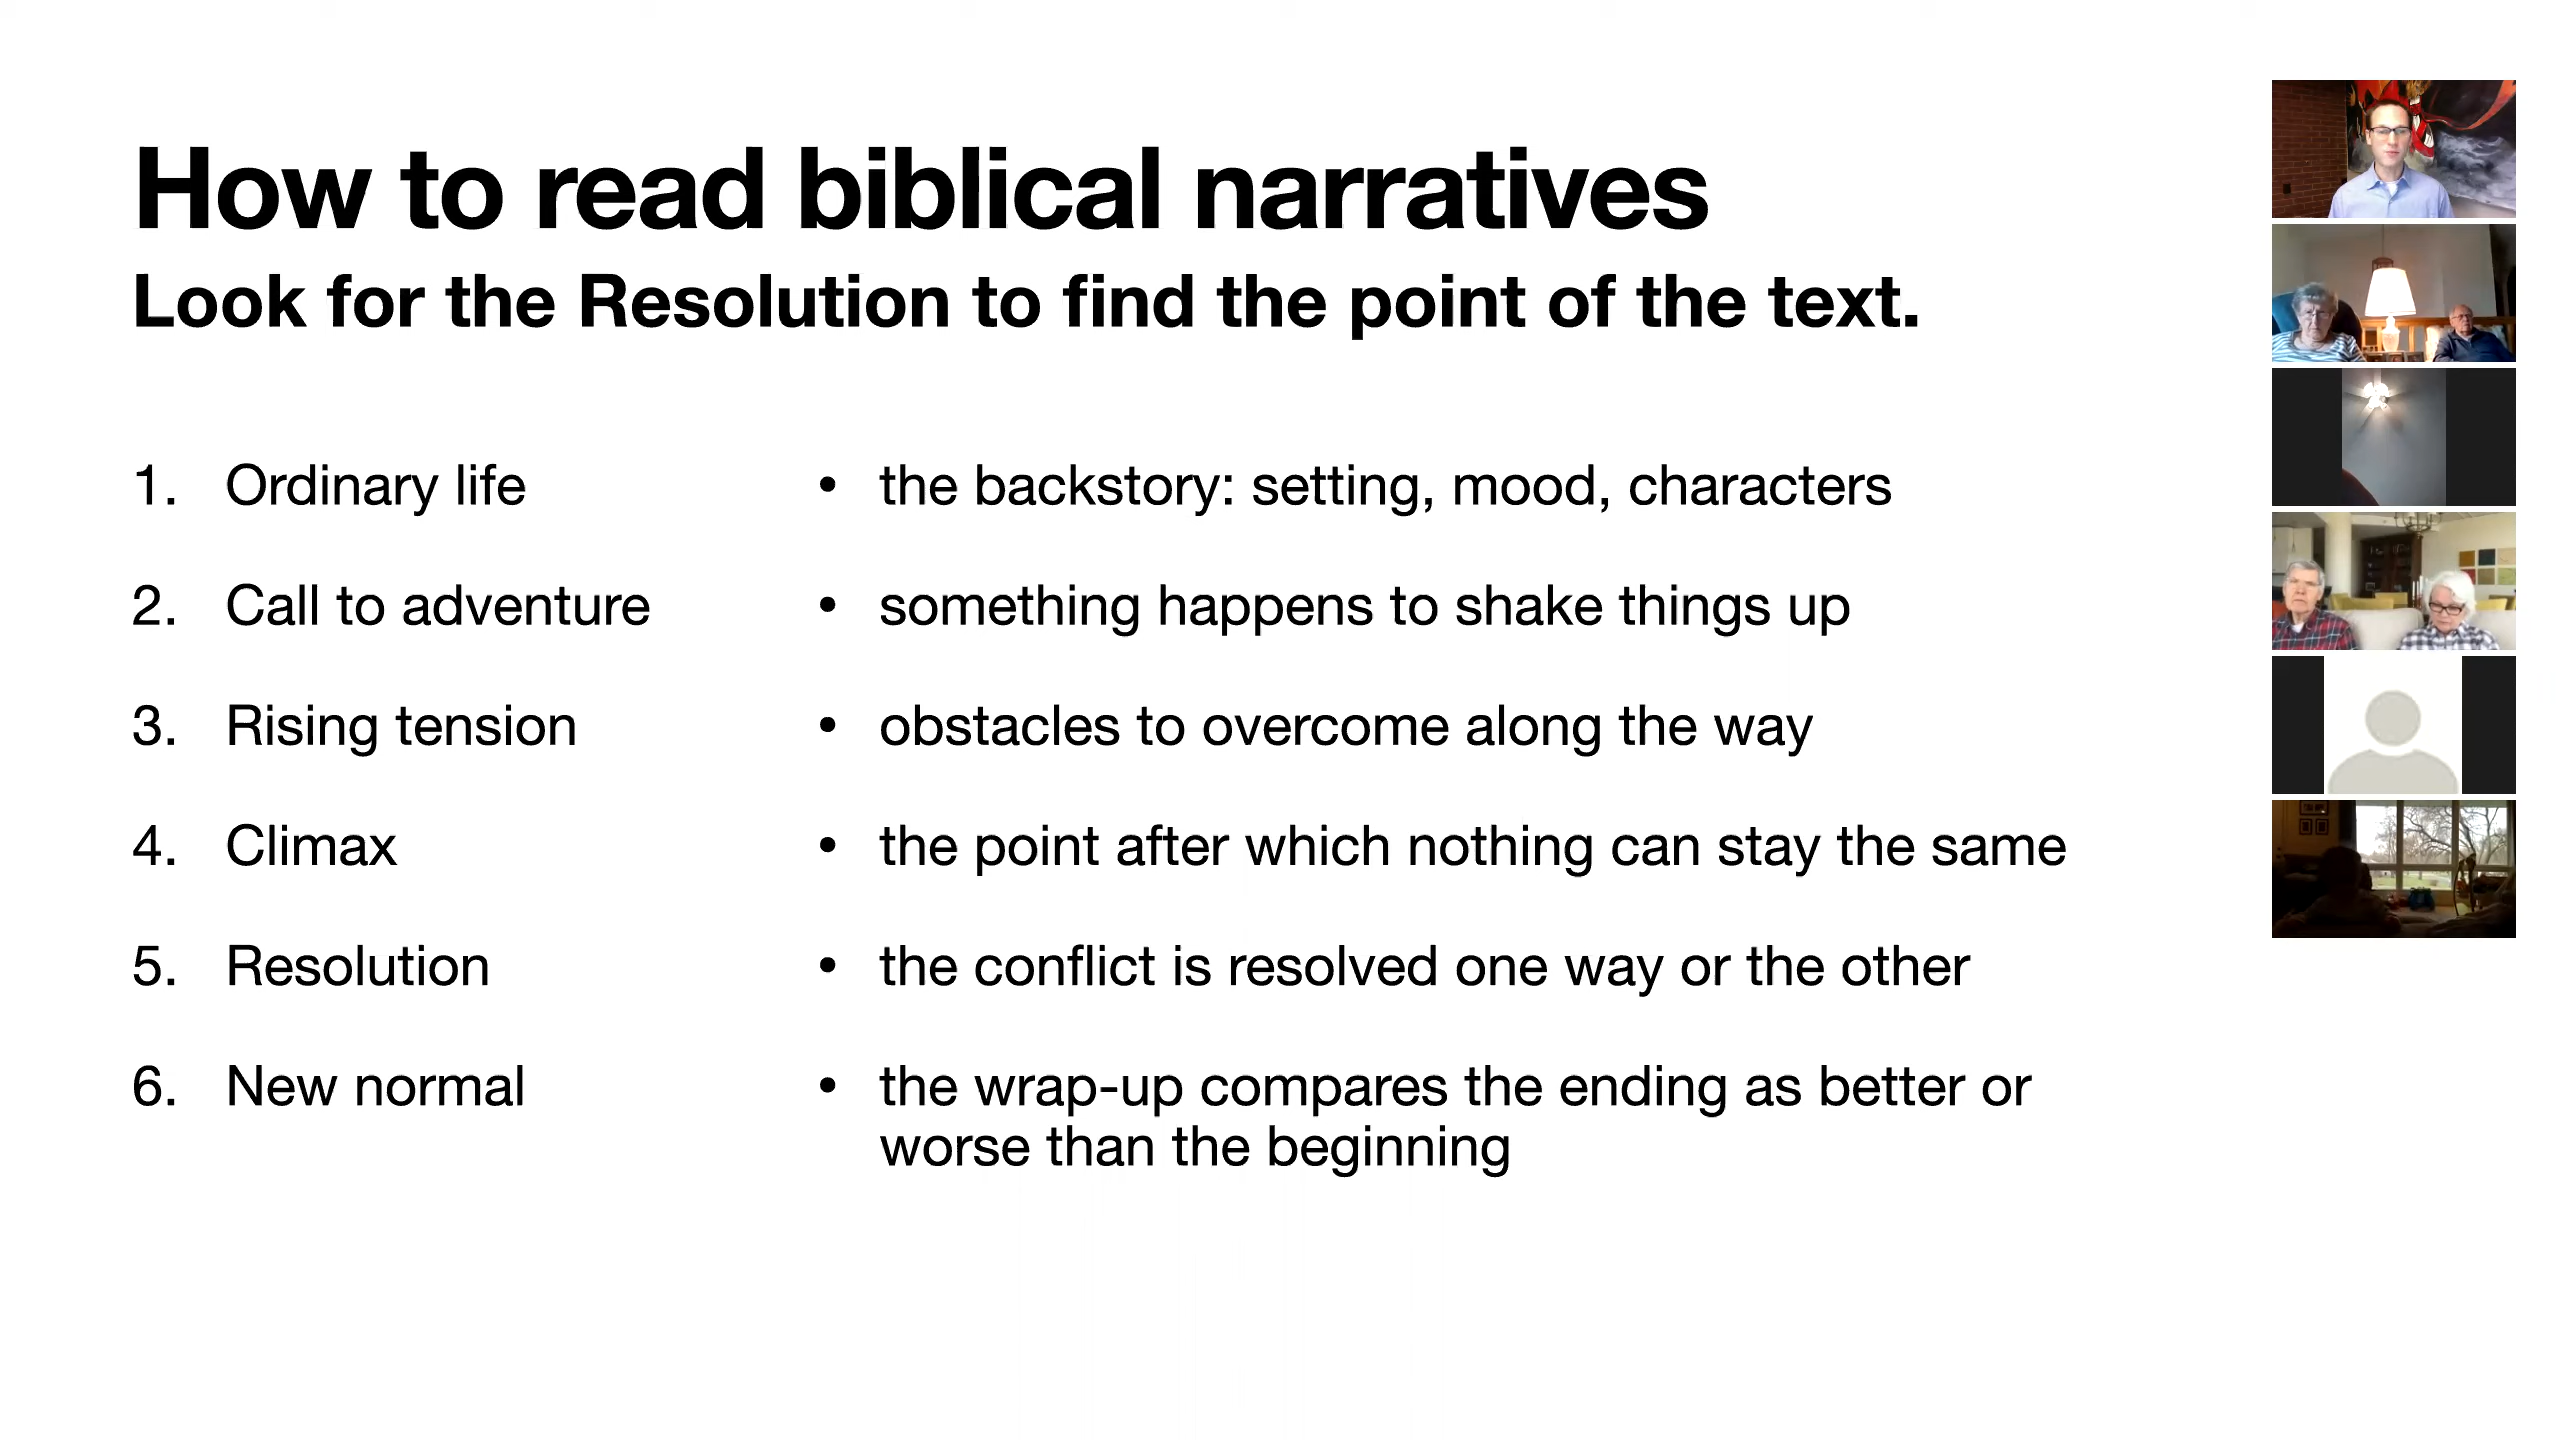 How to read biblical narratives
Look for the Resolution to find the point of the text.
1. Ordinary life
• the backstory: setting, mood, characters
2. Call to adventure
• something happens to shake things up
3. Rising tension
• obstacles to overcome along the way
4. Climax
• the point after which nothing can stay the same
5. Resolution
• the conflict is resolved one way or the other
6. New normal
• the wrap-up compares the ending as better or
worse than the beginning